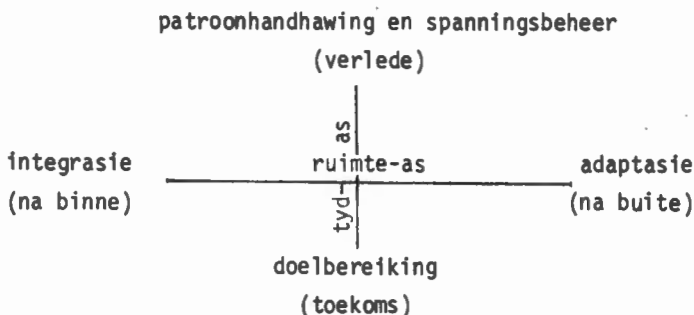 patroonhandhawing en spanningsbeheer
(verlede)
integrasie ruimte-as adaptasie
(na binne) tyd-as (na buite)
doelbereiking
(toekoms)